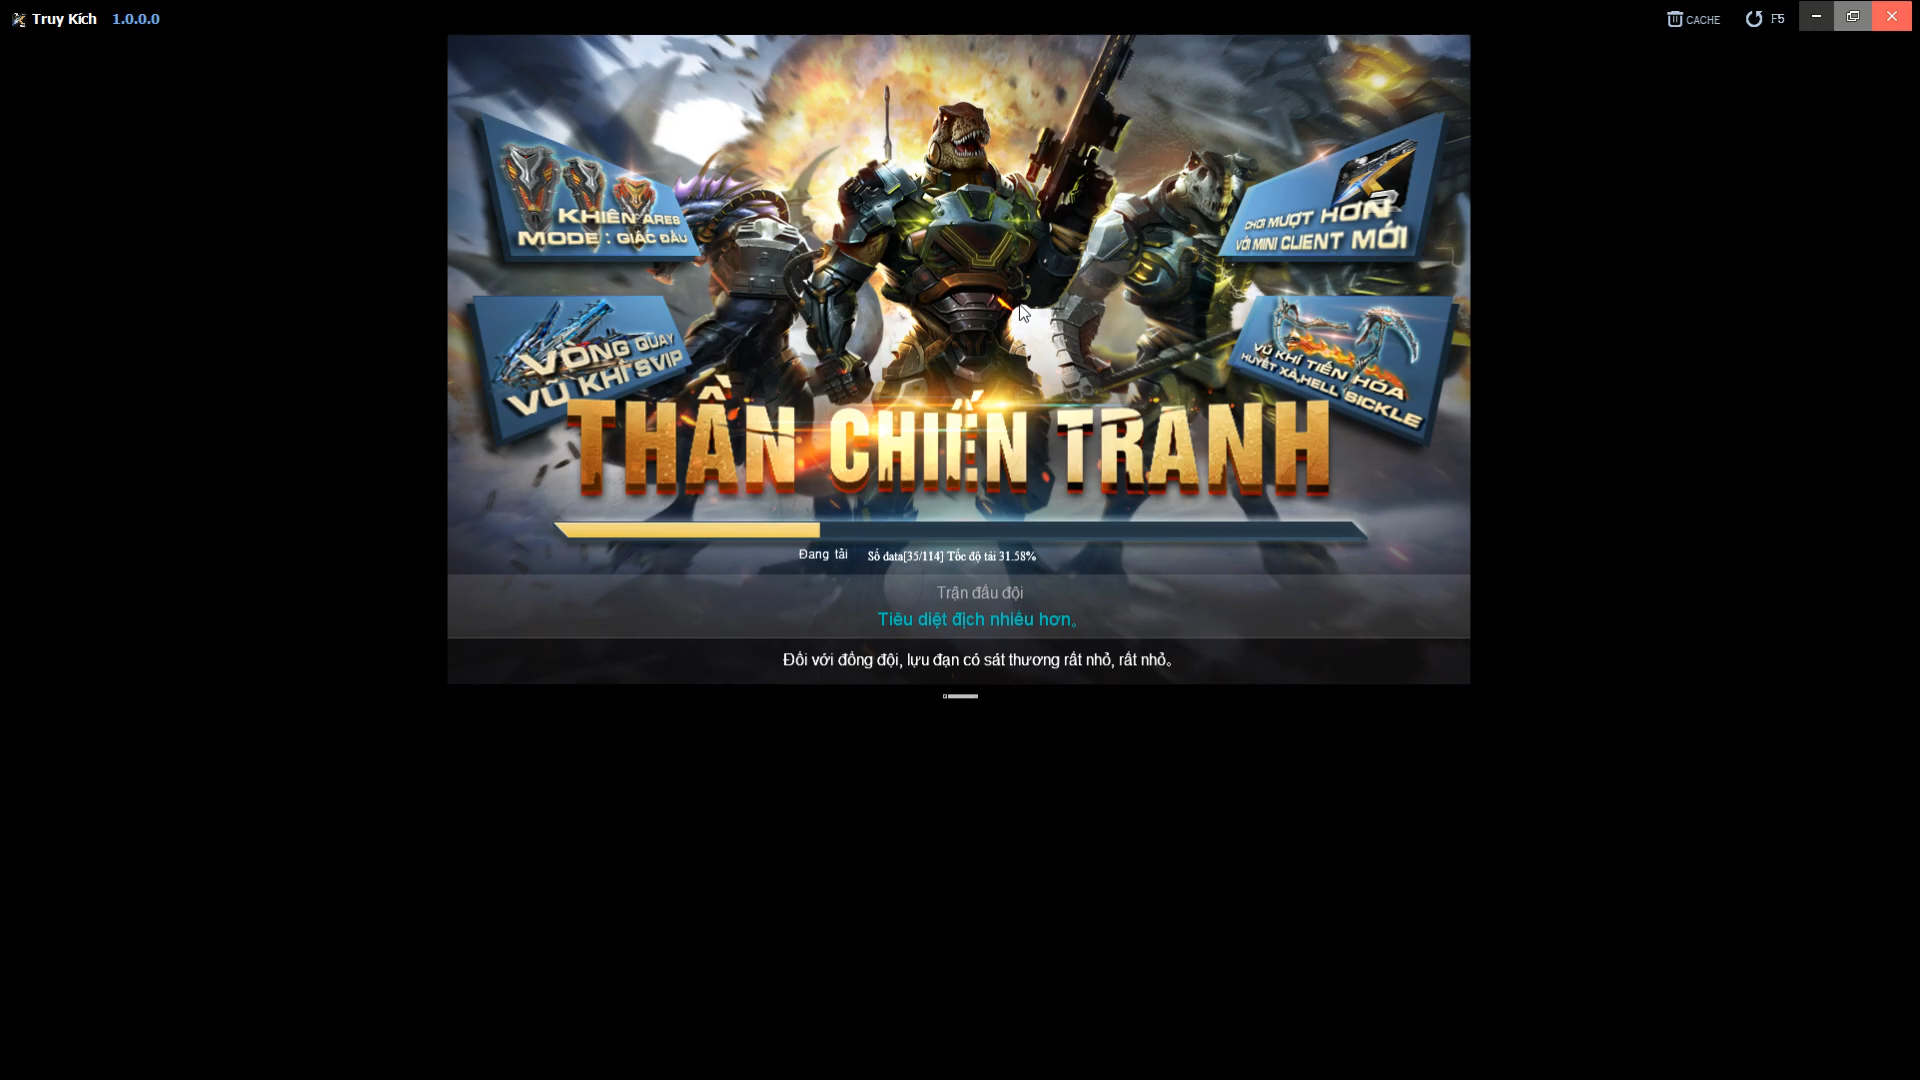 Truy Kích 1.0.0.0
CACHE
F5
KHIÊN ARES
MODE : GIÁC ĐẤU
CHƠI MƯỢT HƠN
VỚI MINI CLIENT MỚI
VÒNG QUAY
VŨ KHÍ SVIP
VŨ KHÍ TIẾN HÓA
HUYẾT XÀ,HELL SICKLE
THẦN CHIẾN TRANH
Đang tải Số data[35/114] Tốc độ tải 31.58%
Trận đấu đội
Tiêu diệt địch nhiều hơn。
Đối với đồng đội, lựu đạn có sát thương rất nhỏ, rất nhỏ。